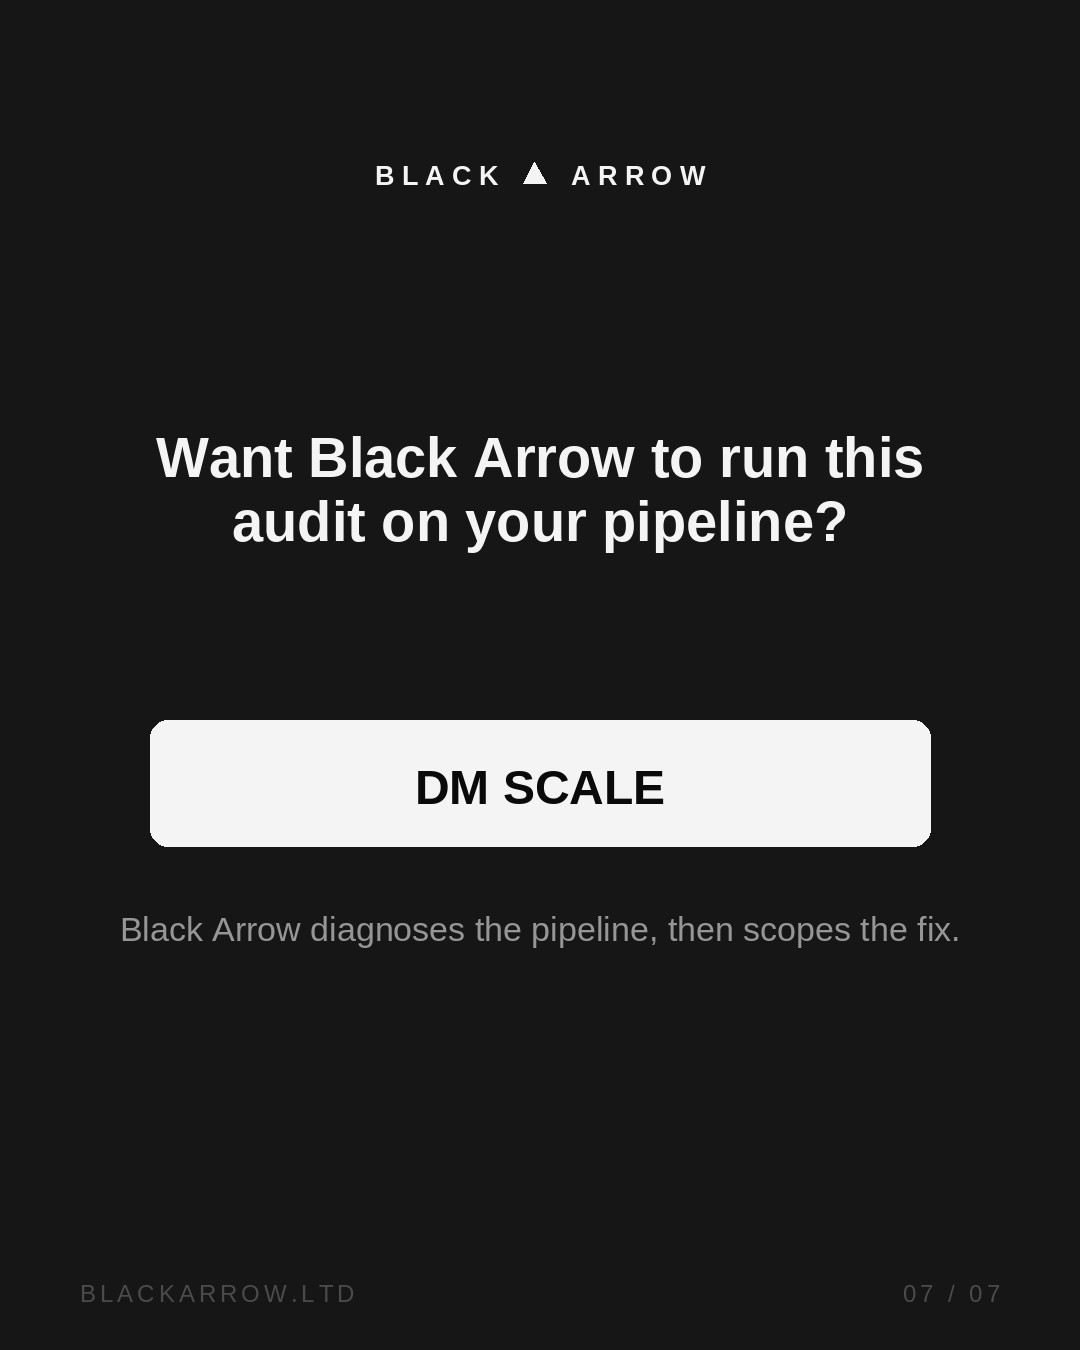 BLACK ARROW
Want Black Arrow to run this
audit on your pipeline?
DM SCALE
Black Arrow diagnoses the pipeline, then scopes the fix.
BLACKARROW.LTD
07 / 07